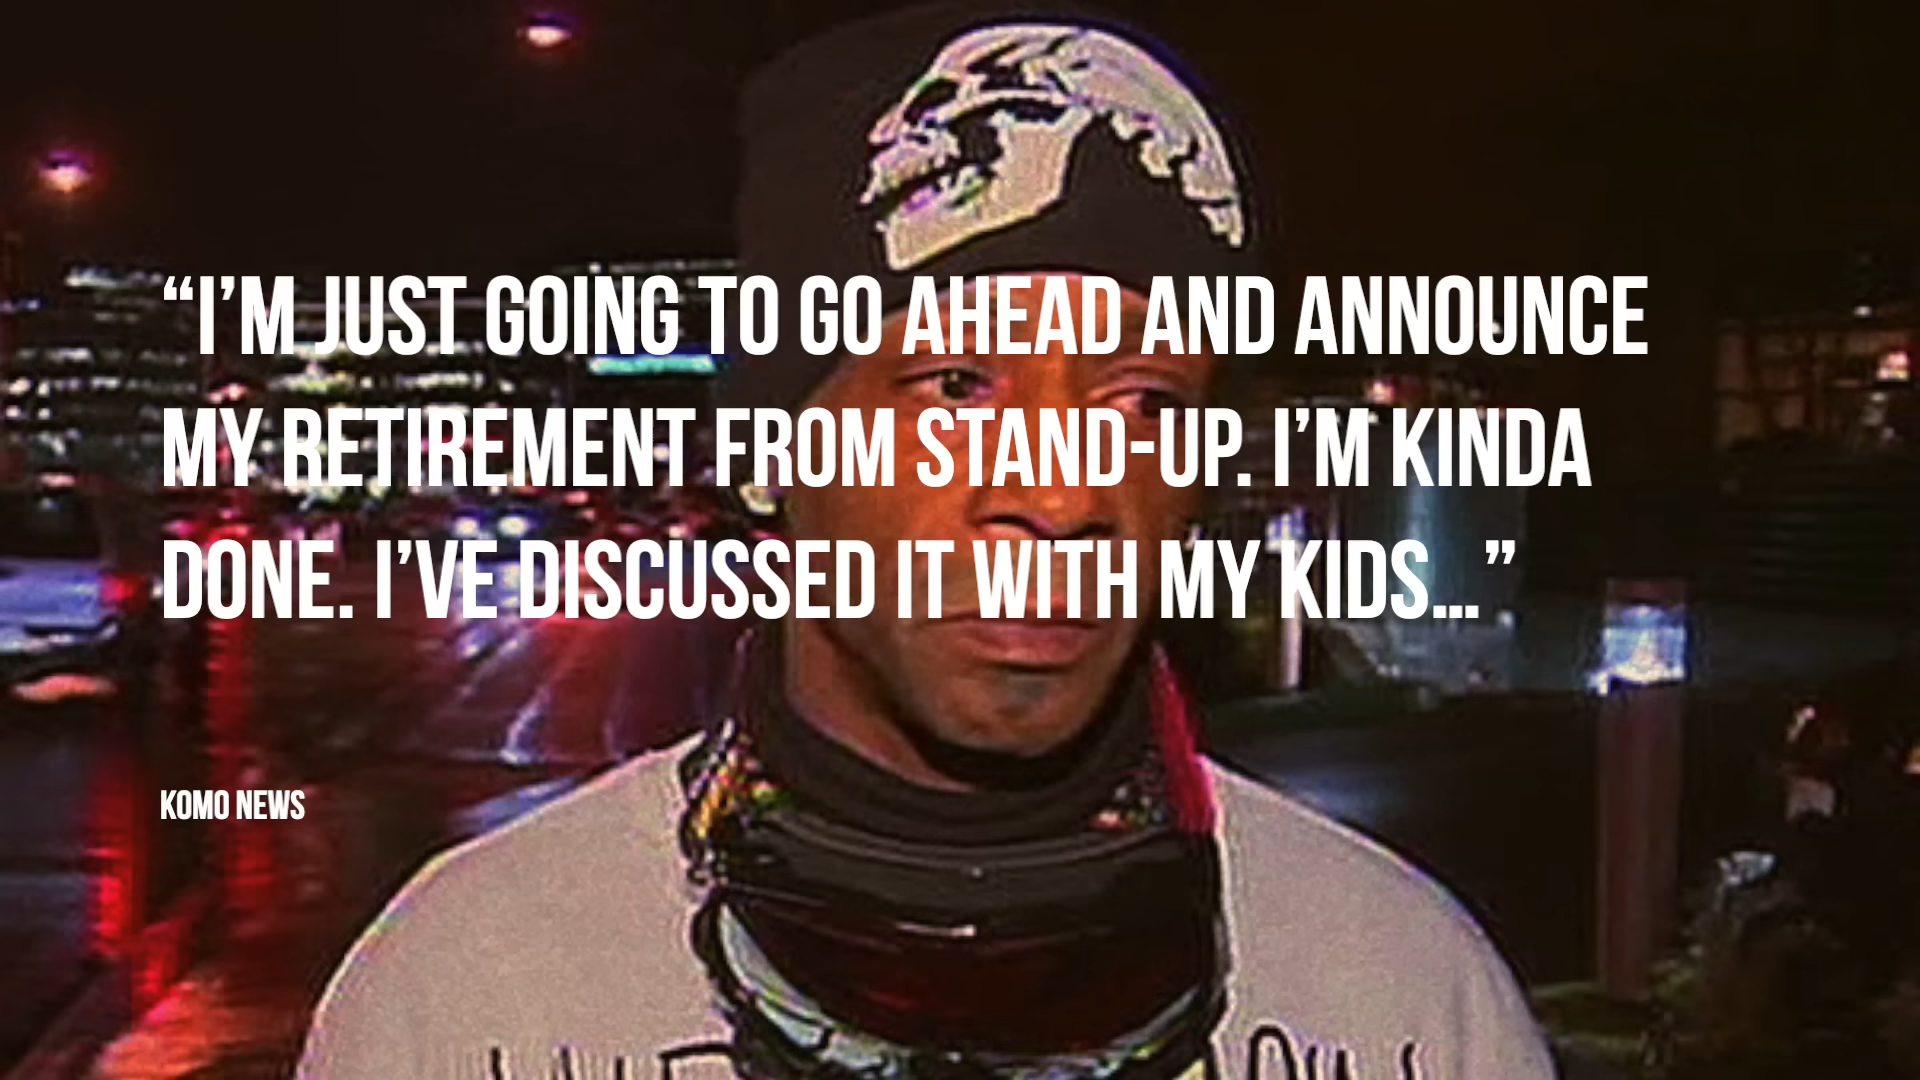 “I’M JUST GOING TO GO AHEAD AND ANNOUNCE
MY RETIREMENT FROM STAND-UP. I’M KINDA
DONE. I’VE DISCUSSED IT WITH MY KIDS...”
KOMO NEWS